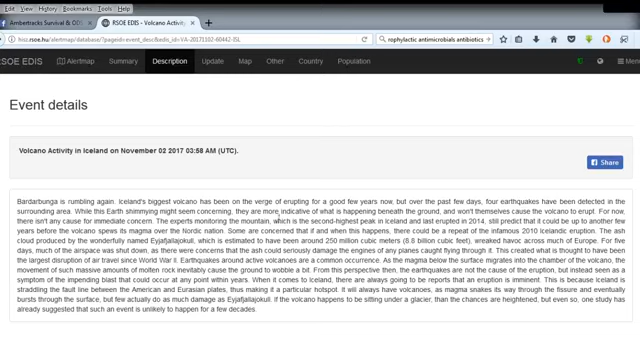 Edit View History Bookmarks Tools Help
Ambertracks Survival & ODS
RSOE EDIS - Volcano Activity
hisz.rsoe.hu/alertmap/database/?pageid=event_desc&edis_id=VA-20171102-60442-ISL
rophylactic antimicrobials antibiotics
RSOE EDIS Alertmap Summary Description Update Map Other Country Population Menu
Event details
Volcano Activity in Iceland on November 02 2017 03:58 AM (UTC).
Share
Bardarbunga is rumbling again. Iceland's biggest volcano has been on the verge of erupting for a good few years now, but over the past few days, four earthquakes have been detected in the
surrounding area. While this Earth shimmying might seem concerning, they are more indicative of what is happening beneath the ground, and won't themselves cause the volcano to erupt. For now,
there isn't any cause for immediate concern. The experts monitoring the mountain, which is the second-highest peak in Iceland and last erupted in 2014, still predict that it could be up to another few
years before the volcano spews its magma over the Nordic nation. Some are concerned that if and when this happens, there could be a repeat of the infamous 2010 Icelandic eruption. The ash
cloud produced by the wonderfully named Eyjafjallajokull, which is estimated to have been around 250 million cubic meters (8.8 billion cubic feet), wreaked havoc across much of Europe. For five
days, much of the airspace was shut down, as there were concerns that the ash could seriously damage the engines of any planes caught flying through it. This created what is thought to have been
the largest disruption of air travel since World War II. Earthquakes around active volcanoes are a common occurrence. As the magma below the surface migrates into the chamber of the volcano,
the movement of such massive amounts of molten rock inevitably cause the ground to wobble a bit. From this perspective then, the earthquakes are not the cause of the eruption, but instead seen as a
symptom of the impending blast that could occur at any point within years. When it comes to Iceland, there are always going to be reports that an eruption is imminent. This is because Iceland is
straddling the fault line between the American and Eurasian plates, thus making it a particular hotspot. It will always have volcanoes, as magma snakes its way through the fissure and eventually
bursts through the surface, but few actually do as much damage as Eyjafjallajokull. If the volcano happens to be sitting under a glacier, than the chances are heightened, but even so, one study has
already suggested that such an event is unlikely to happen for a few decades.